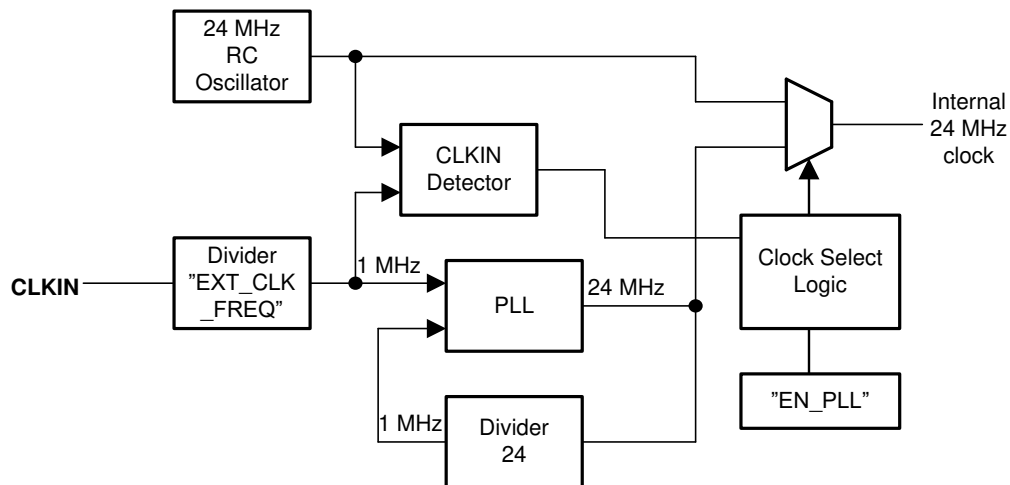 24 MHz
RC
Oscillator
CLKIN
Detector
Internal
24 MHz
clock
CLKIN
Divider
"EXT_CLK
_FREQ"
1 MHz
PLL
24 MHz
Clock Select
Logic
"EN_PLL"
1 MHz
Divider
24